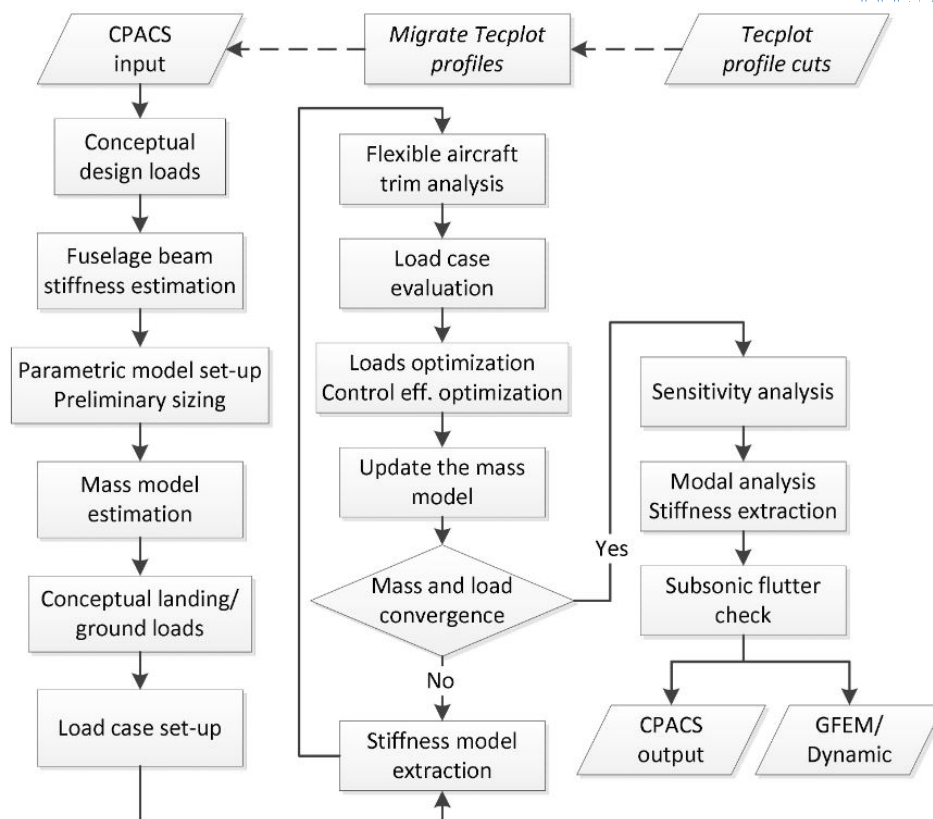 CPACS
input
Migrate Tecplot
profiles
Tecplot
profile cuts
Conceptual
design loads
Fuselage beam
stiffness estimation
Parametric model set-up
Preliminary sizing
Mass model
estimation
Conceptual landing/
ground loads
Load case set-up
Flexible aircraft
trim analysis
Load case
evaluation
Loads optimization
Control eff. optimization
Update the mass
model
Mass and load
convergence
No
Yes
Stiffness model
extraction
Sensitivity analysis
Modal analysis
Stiffness extraction
Subsonic flutter
check
CPACS
output
GFEM/
Dynamic